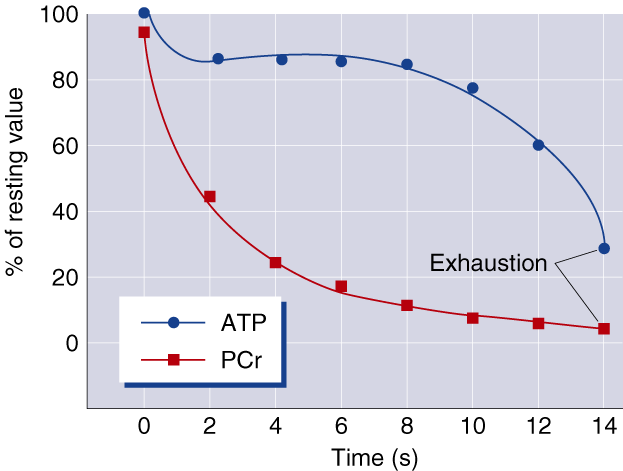 100
80
60
40
20
0
% of resting value
Exhaustion
ATP
PCr
0 2 4 6 8 10 12 14
Time (s)